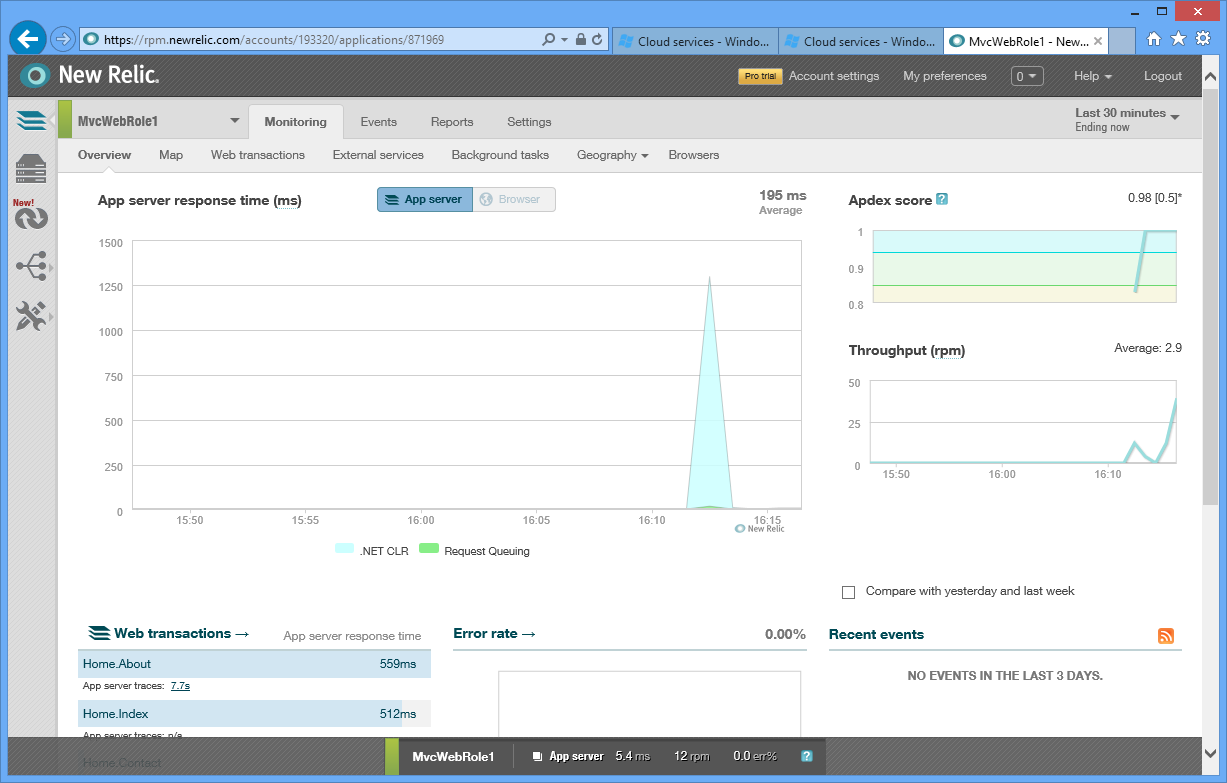 https://rpm.newrelic.com/accounts/193320/applications/871969
Cloud services - Windo...
Cloud services - Windo...
MvcWebRole1 - New...
New Relic.
Pro trial
Account settings
My preferences
0
Help
Logout
MvcWebRole1
Monitoring
Events
Reports
Settings
Last 30 minutes
Ending now
Overview
Map
Web transactions
External services
Background tasks
Geography
Browsers
New!
App server response time (ms)
App server
Browser
195 ms
Average
1500
1250
1000
750
500
250
0
15:50
15:55
16:00
16:05
16:10
16:15
New Relic
.NET CLR
Request Queuing
Apdex score ?
0.98 [0.5]*
1
0.9
0.8
Throughput (rpm)
Average: 2.9
50
25
0
15:50
16:00
16:10
Compare with yesterday and last week
Web transactions →
App server response time
Home.About
559ms
App server traces: 7.7s
Home.Index
512ms
App server traces: n/a
Home.Contact
Error rate →
0.00%
Recent events
NO EVENTS IN THE LAST 3 DAYS.
MvcWebRole1
App server
5.4 ms
12 rpm
0.0 err%
?